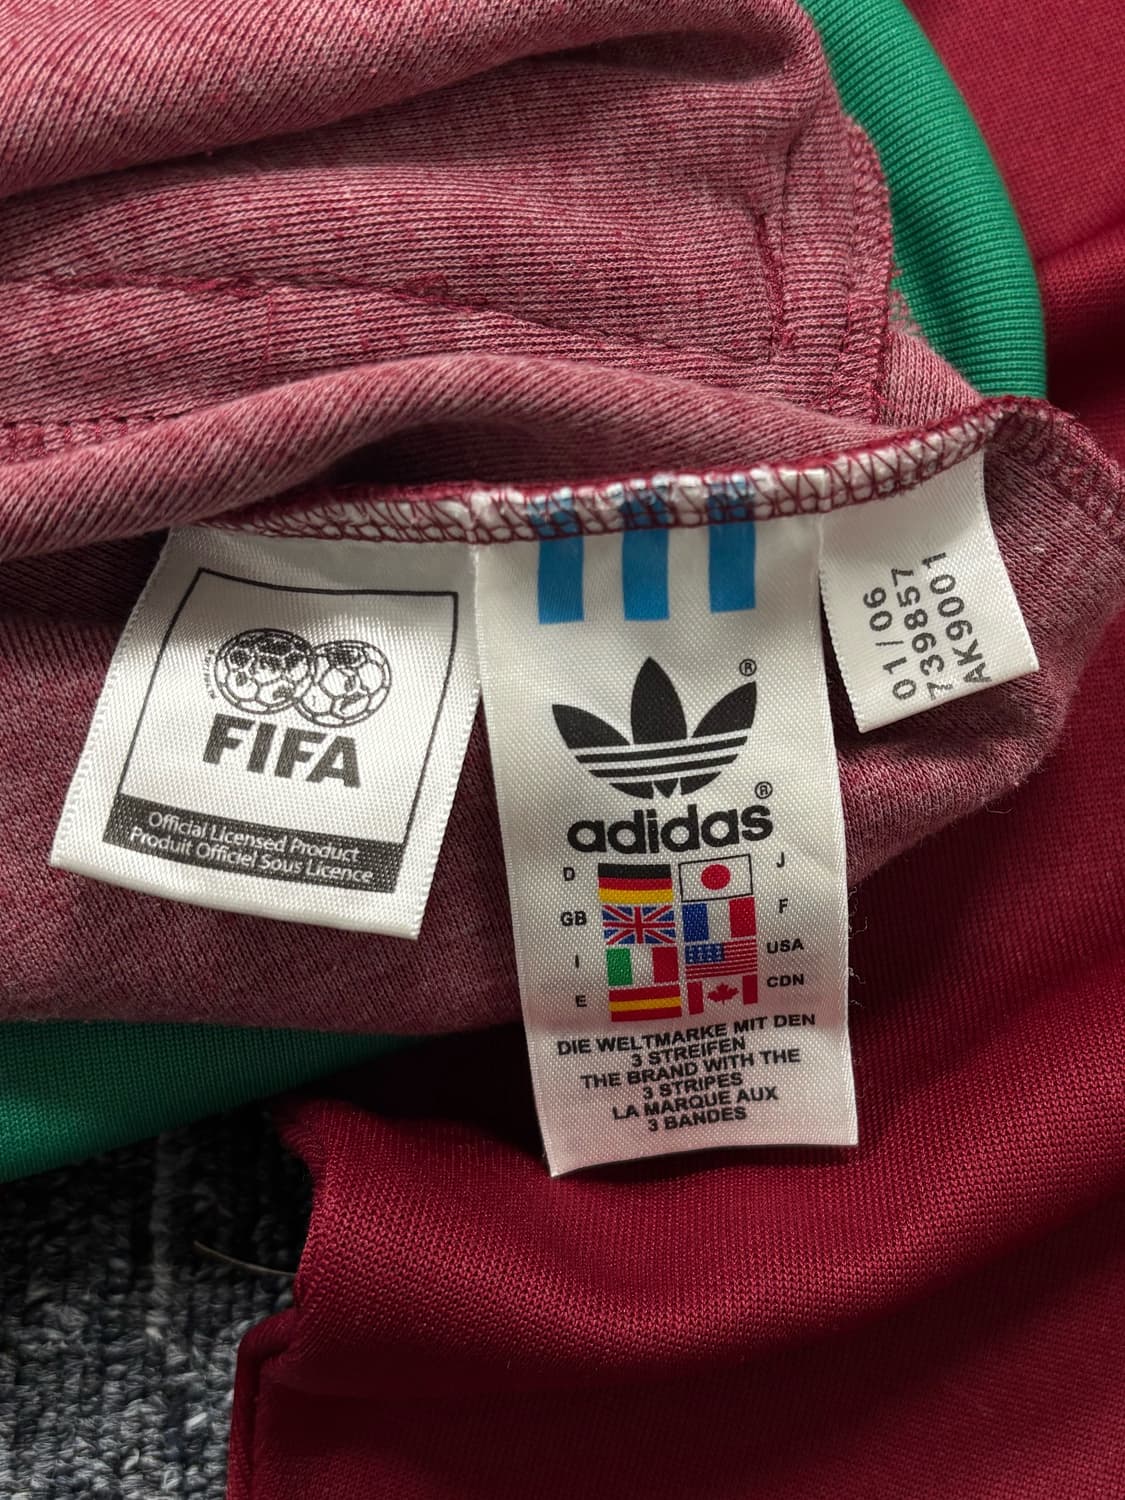 FIFA
Official Licensed Product
Produit Officiel Sous Licence
®
adidas®
D
J
GB
F
I
USA
E
CDN
DIE WELTMARKE MIT DEN
3 STREIFEN
THE BRAND WITH THE
3 STRIPES
LA MARQUE AUX
3 BANDES
01/06
739857
AK9001